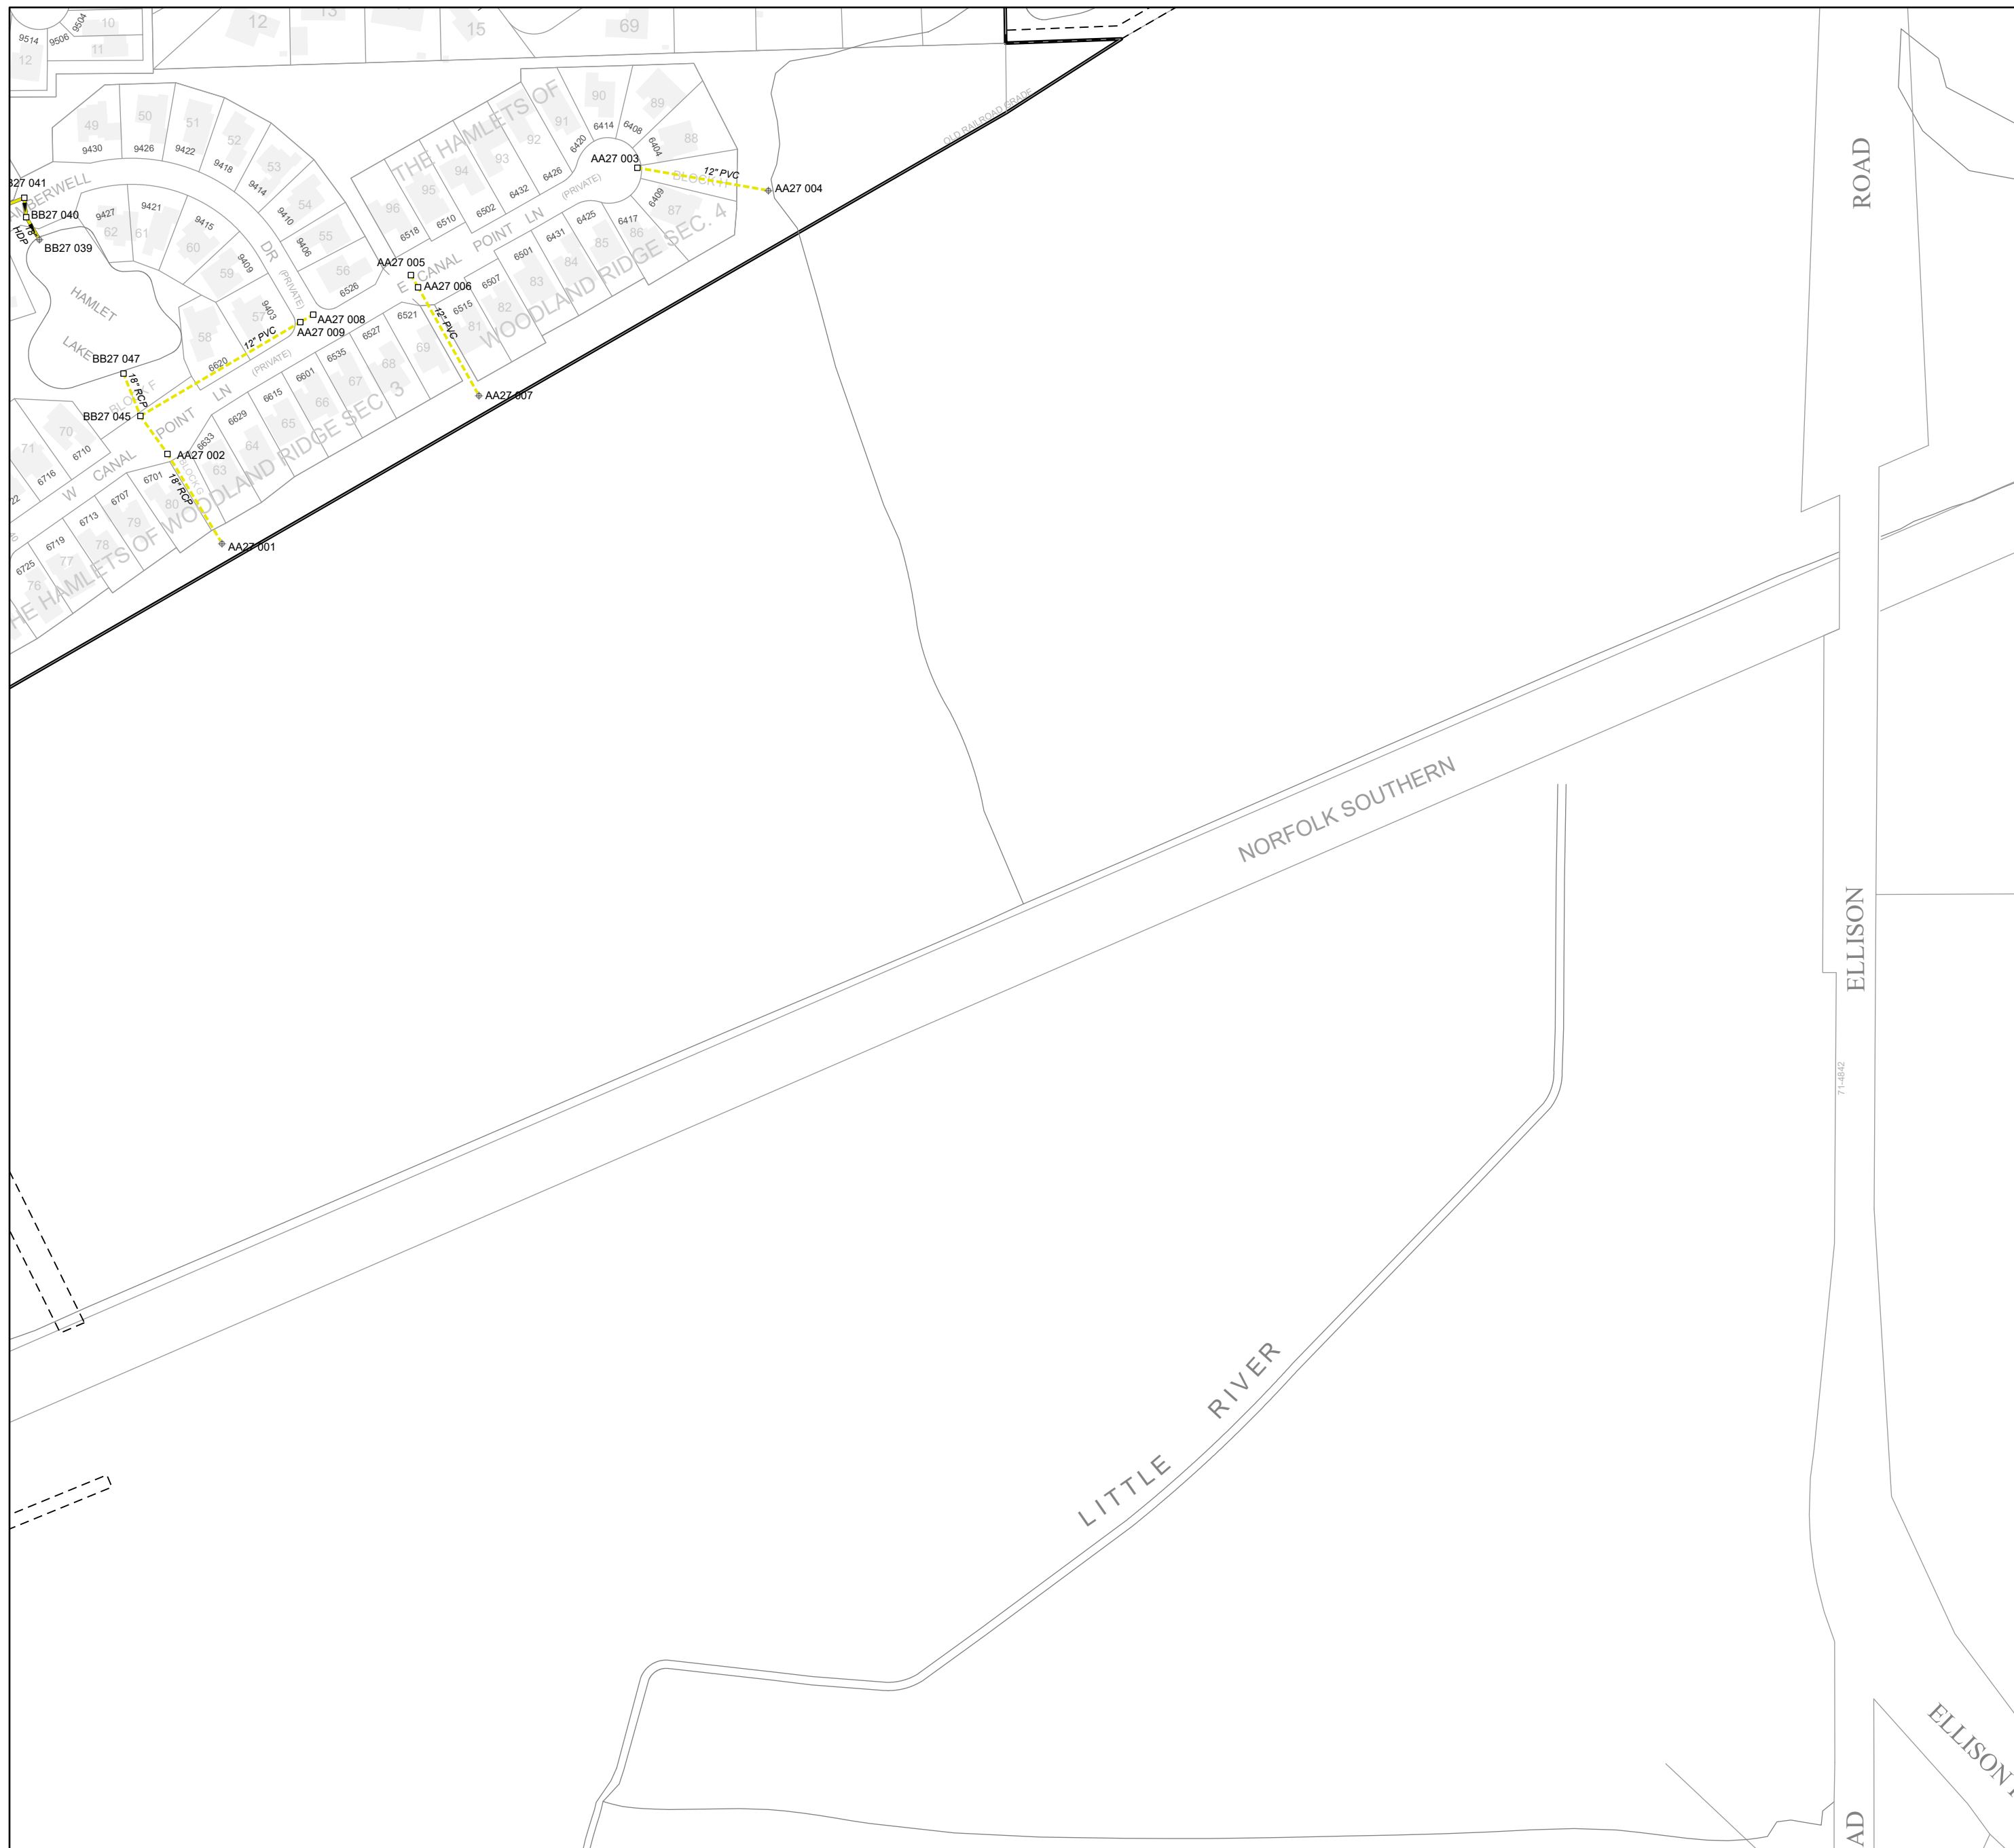 9504
10
12
13
15
69
9514
9506
11
12
THE HAMLETS OF
WOODLAND RIDGE SEC. 4
49
50
51
52
53
54
55
56
9430
9426
9422
9418
9414
9410
9406
6526
90
89
88
87
91
92
93
94
95
96
6414
6408
6404
6409
6420
6426
6432
6502
6510
6518
AA27 003
12" PVC
BLOCK H
AA27 004
OLD RAILROAD GRADE
ROAD
BB27 040
BB27 039
HDP
9427
9421
9415
9409
9403
62
61
60
59
57
58
DR
(PRIVATE)
HAMLET
LAKE
AA27 005
AA27 006
E CANAL POINT LN
(PRIVATE)
6417
6425
6431
6501
6507
6515
86
85
84
83
82
81
12" PVC
AA27 007
AA27 008
AA27 009
12" PVC
6620
BB27 047
18" RCP
BLOCK F
BB27 045
W CANAL POINT LN
(PRIVATE)
6521
6527
6535
6601
6615
6629
6633
69
68
67
66
65
64
63
AA27 002
BLOCK G
18" RCP
AA27 001
70
71
6710
6716
6701
6707
6713
6719
6725
80
79
78
77
76
HE HAMLETS OF WOODLAND RIDGE SEC. 3
NORFOLK SOUTHERN
ELLISON
71-4842
LITTLE RIVER
ELLISON